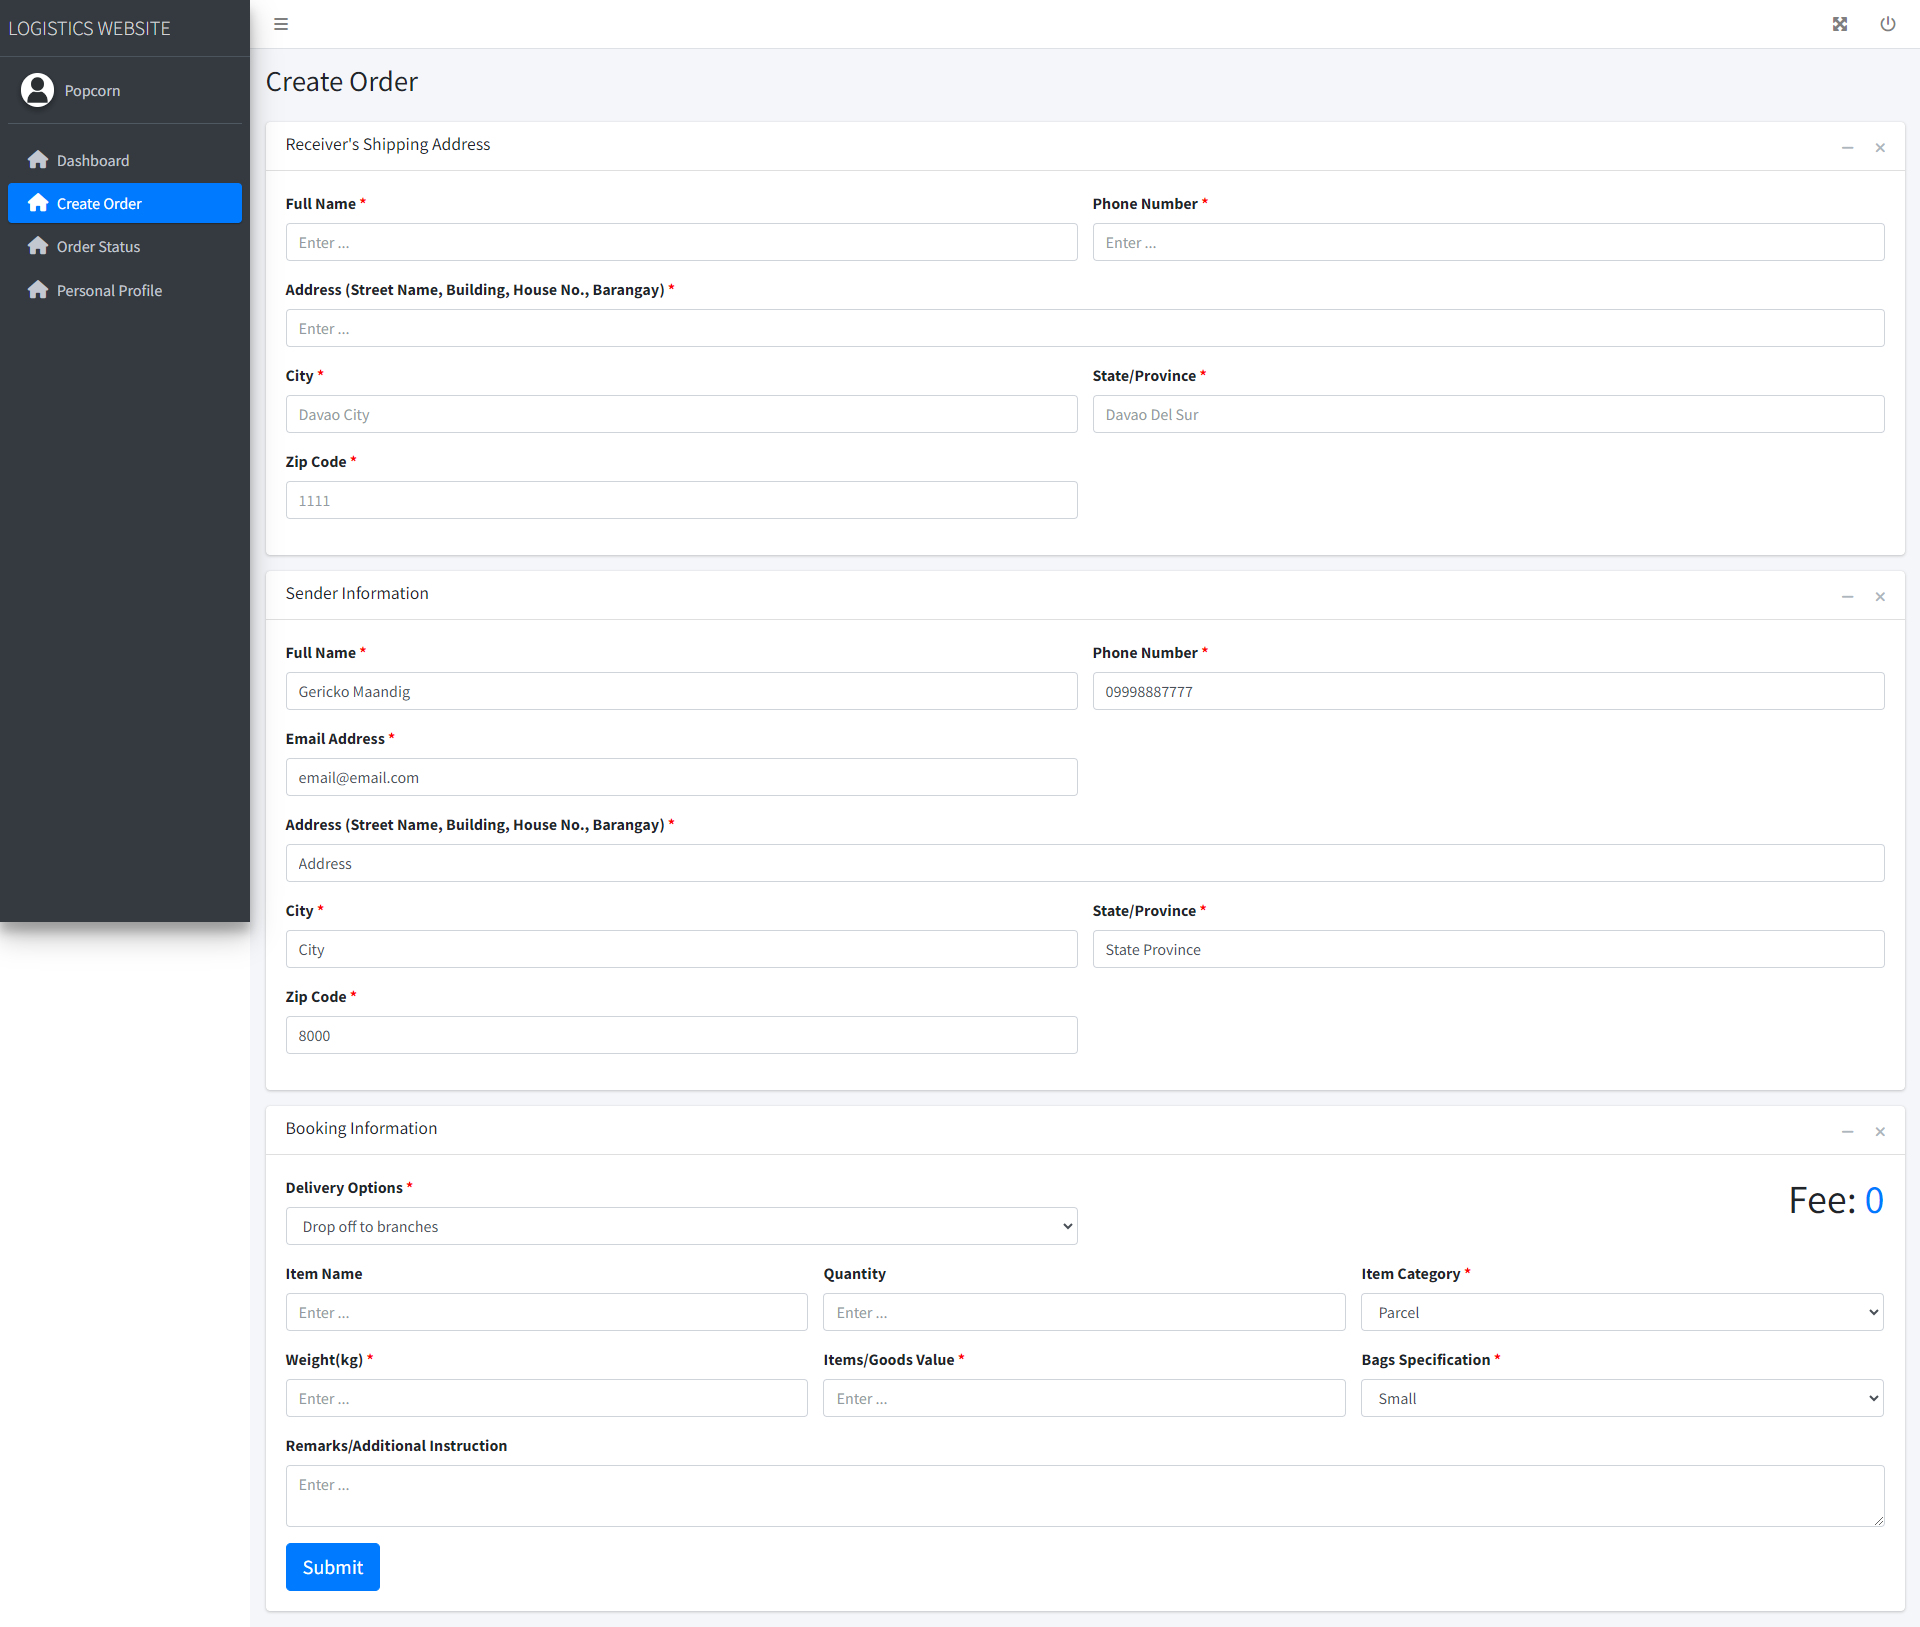 LOGISTICS WEBSITE
Popcorn
Dashboard
Create Order
Order Status
Personal Profile
Create Order
Receiver's Shipping Address
Full Name *
Phone Number *
Enter ...
Enter ...
Address (Street Name, Building, House No., Barangay) *
Enter ...
City *
State/Province *
Davao City
Davao Del Sur
Zip Code *
1111
Sender Information
Full Name *
Phone Number *
Gericko Maandig
09998887777
Email Address *
email@email.com
Address (Street Name, Building, House No., Barangay) *
Address
City *
State/Province *
City
State Province
Zip Code *
8000
Booking Information
Delivery Options *
Fee: 0
Drop off to branches
Item Name
Quantity
Item Category *
Enter ...
Enter ...
Parcel
Weight(kg) *
Items/Goods Value *
Bags Specification *
Enter ...
Enter ...
Small
Remarks/Additional Instruction
Enter ...
Submit